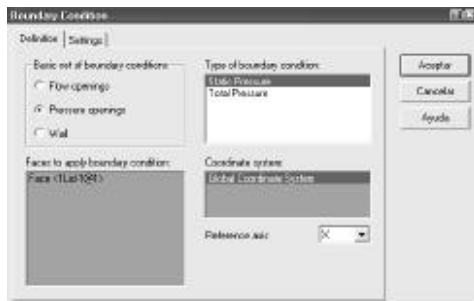 Boundary Condition
Definition
Settings
Basic set of boundary conditions:
Flow openings
Pressure openings
Wall
Type of boundary condition:
Static Pressure
Total Pressure
Aceptar
Cancelar
Ayuda
Faces to apply boundary condition:
Face
Coordinate system:
Global Coordinate System
Reference axis:
X